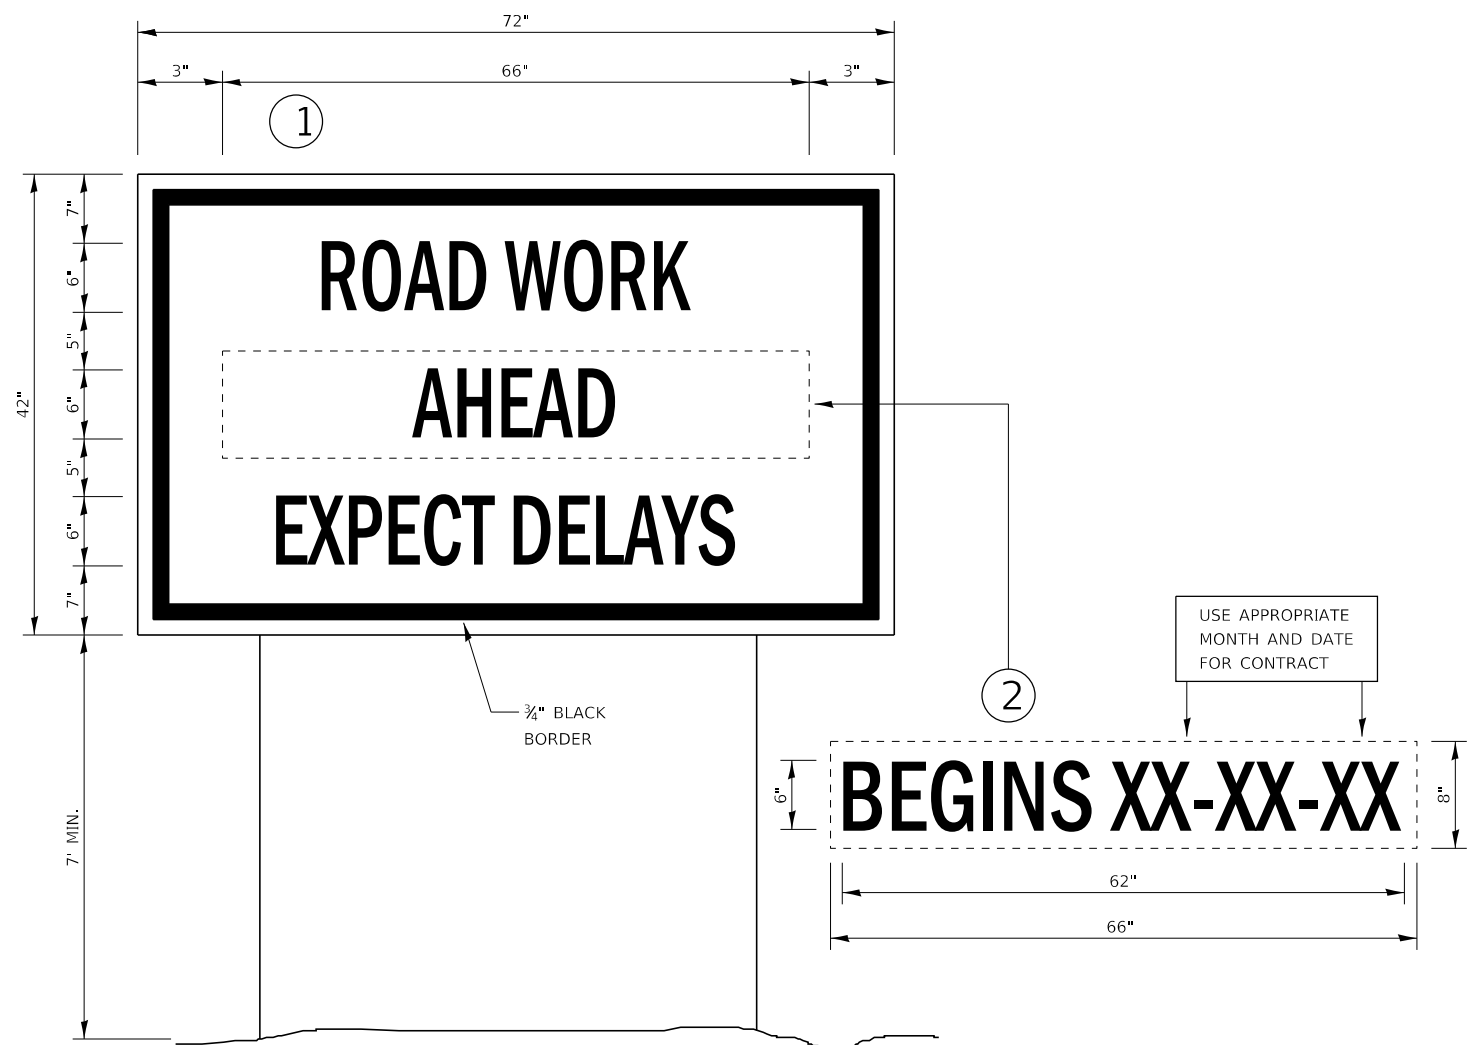 72"
3" 66" 3"
1
7"
6"
5"
6"
5"
6"
7"
42"
ROAD WORK
AHEAD
EXPECT DELAYS
¾" BLACK
BORDER
7' MIN.
2
USE APPROPRIATE
MONTH AND DATE
FOR CONTRACT
6"
BEGINS XX-XX-XX
8"
62"
66"